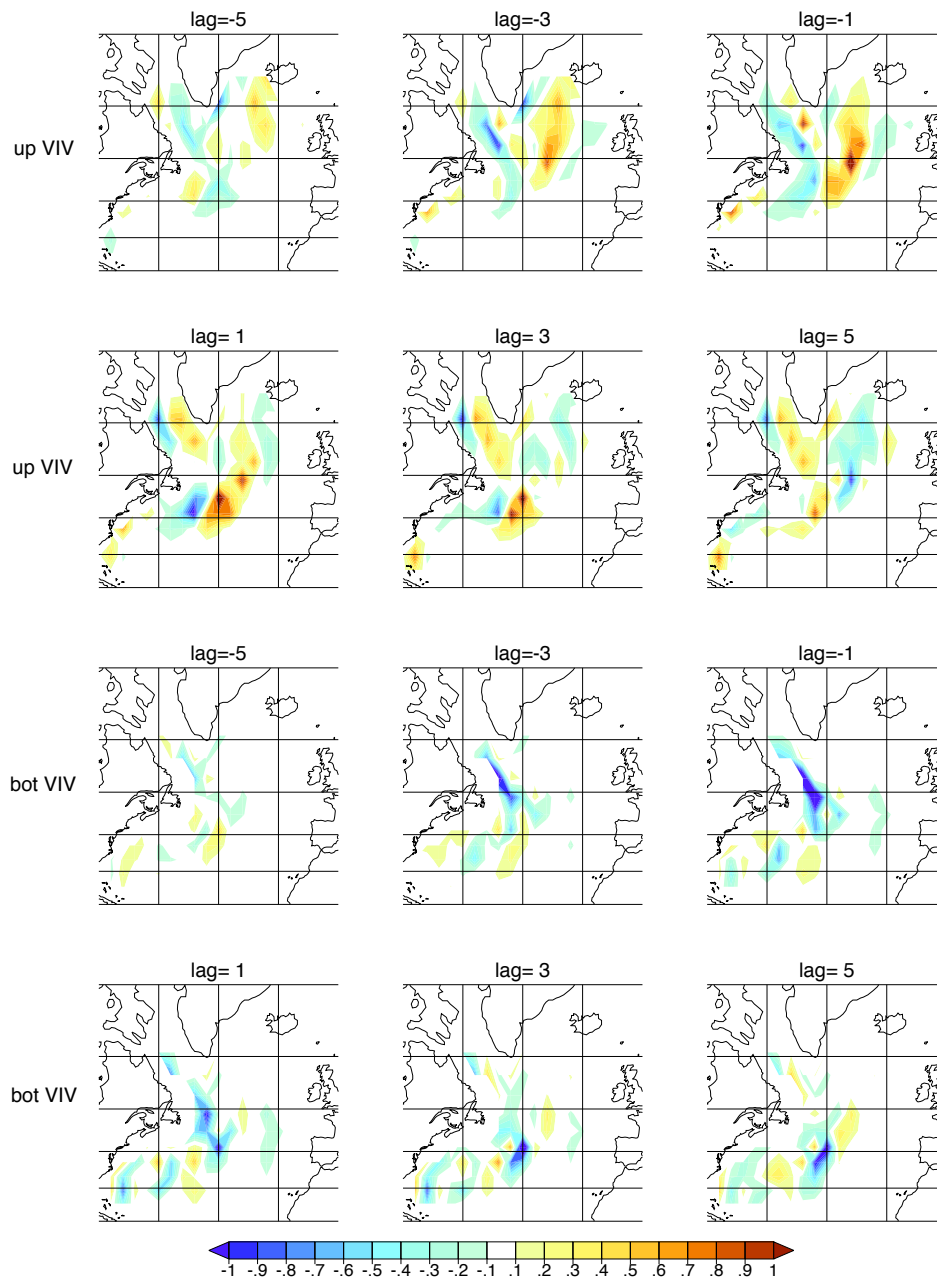 lag=-5 lag=-3 lag=-1
up VIV
lag= 1 lag= 3 lag= 5
up VIV
lag=-5 lag=-3 lag=-1
bot VIV
lag= 1 lag= 3 lag= 5
bot VIV
-1 -.9 -.8 -.7 -.6 -.5 -.4 -.3 -.2 -.1 .1 .2 .3 .4 .5 .6 .7 .8 .9 1